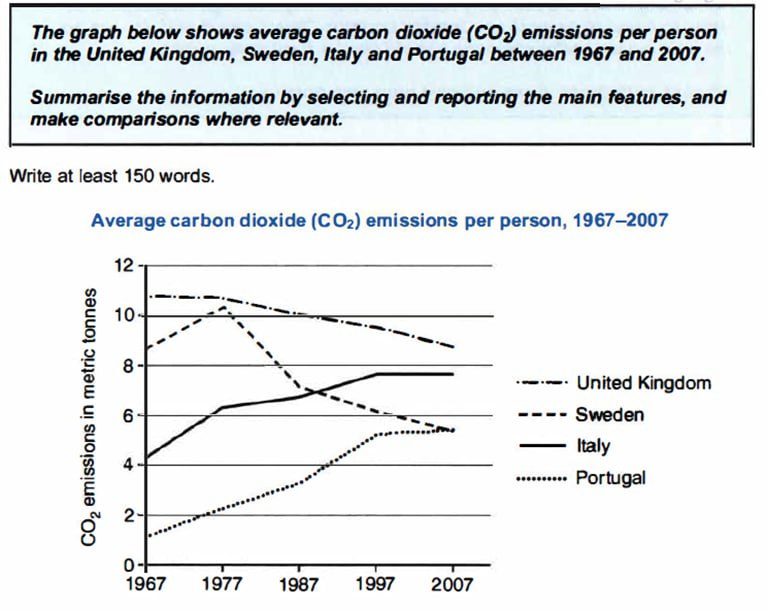 The graph below shows average carbon dioxide (CO₂) emissions per person
in the United Kingdom, Sweden, Italy and Portugal between 1967 and 2007.
Summarise the information by selecting and reporting the main features, and
make comparisons where relevant.
Write at least 150 words.
Average carbon dioxide (CO₂) emissions per person, 1967–2007
CO₂ emissions in metric tonnes
12
10
8
6
4
2
0
1967 1977 1987 1997 2007
United Kingdom
Sweden
Italy
Portugal